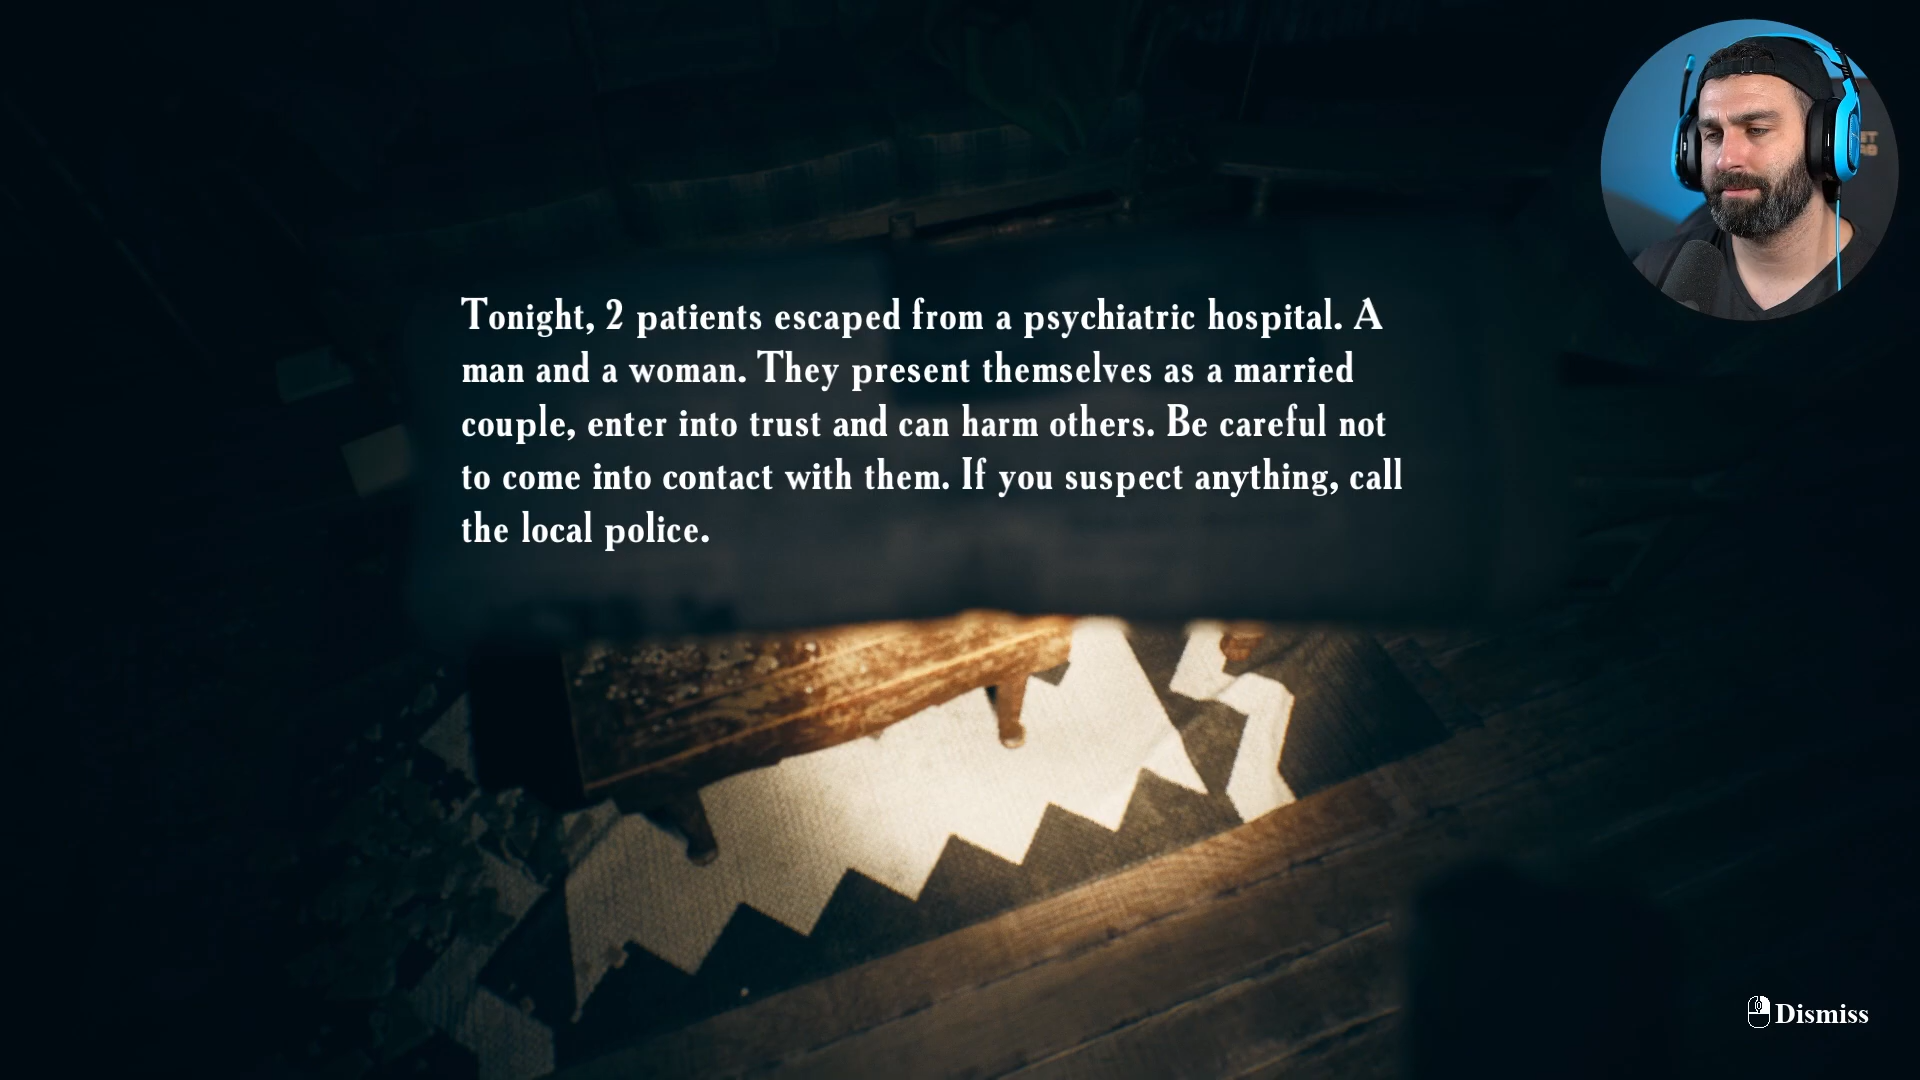 Tonight, 2 patients escaped from a psychiatric hospital. A
man and a woman. They present themselves as a married
couple, enter into trust and can harm others. Be careful not
to come into contact with them. If you suspect anything, call
the local police.
Dismiss